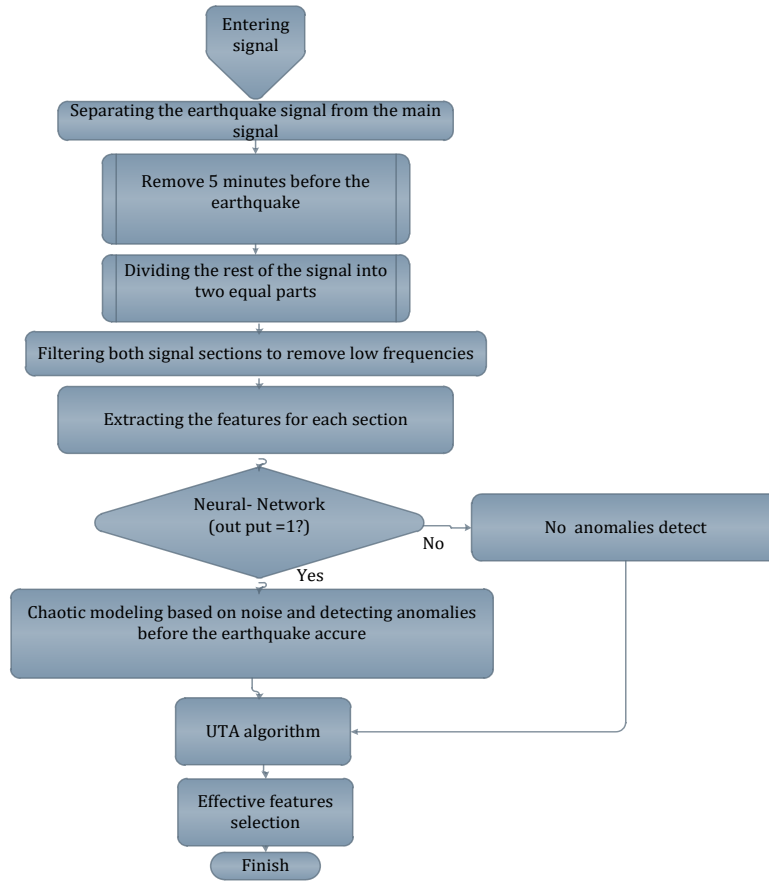 Entering
signal
Separating the earthquake signal from the main
signal
Remove 5 minutes before the
earthquake
Dividing the rest of the signal into
two equal parts
Filtering both signal sections to remove low frequencies
Extracting the features for each section
Neural- Network
(out put =1?)
No
No  anomalies detect
Yes
Chaotic modeling based on noise and detecting anomalies
before the earthquake accure
UTA algorithm
Effective features
selection
Finish